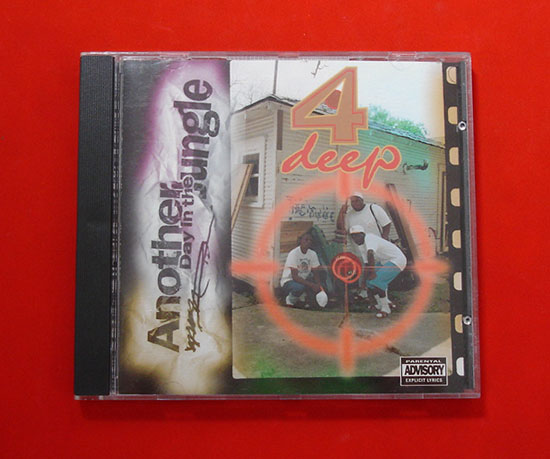 4
deep
Another
Day in the
Jungle
PARENTAL
ADVISORY
EXPLICIT LYRICS